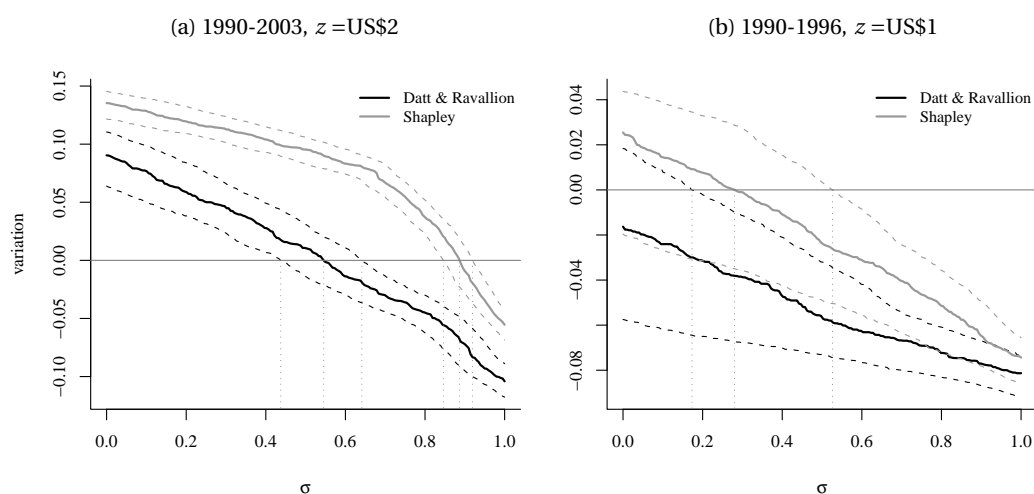 (a) 1990-2003, z =US$2
variation
0.15
0.10
0.05
0.00
−0.05
−0.10
0.0 0.2 0.4 0.6 0.8 1.0
σ
Datt & Ravallion
Shapley
(b) 1990-1996, z =US$1
0.04
0.02
0.00
−0.04
−0.08
0.0 0.2 0.4 0.6 0.8 1.0
σ
Datt & Ravallion
Shapley